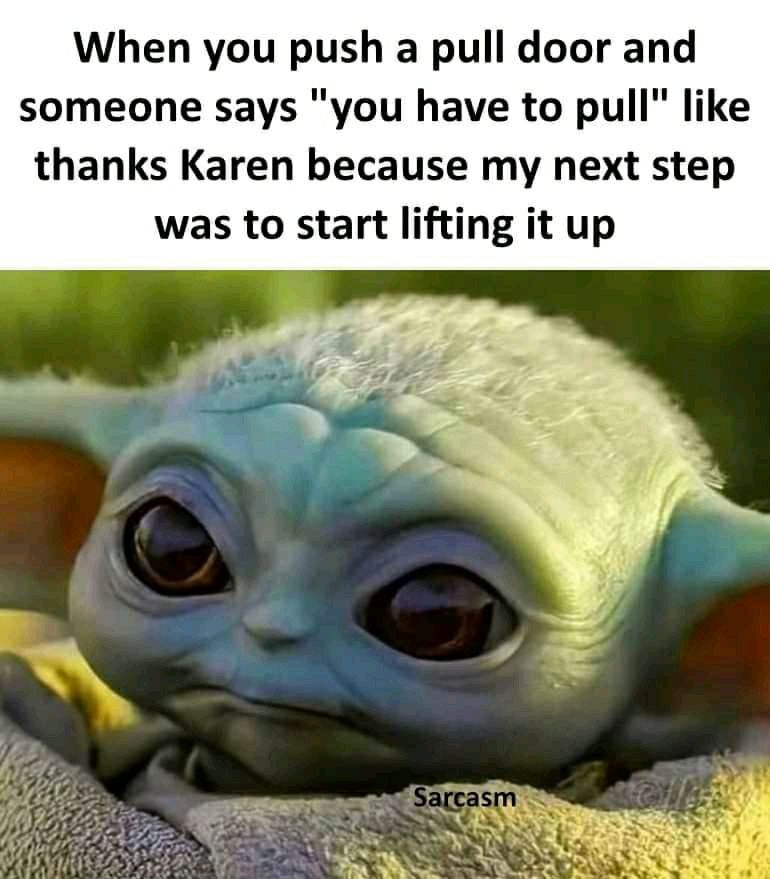 When you push a pull door and
someone says "you have to pull" like
thanks Karen because my next step
was to start lifting it up
Sarcasm